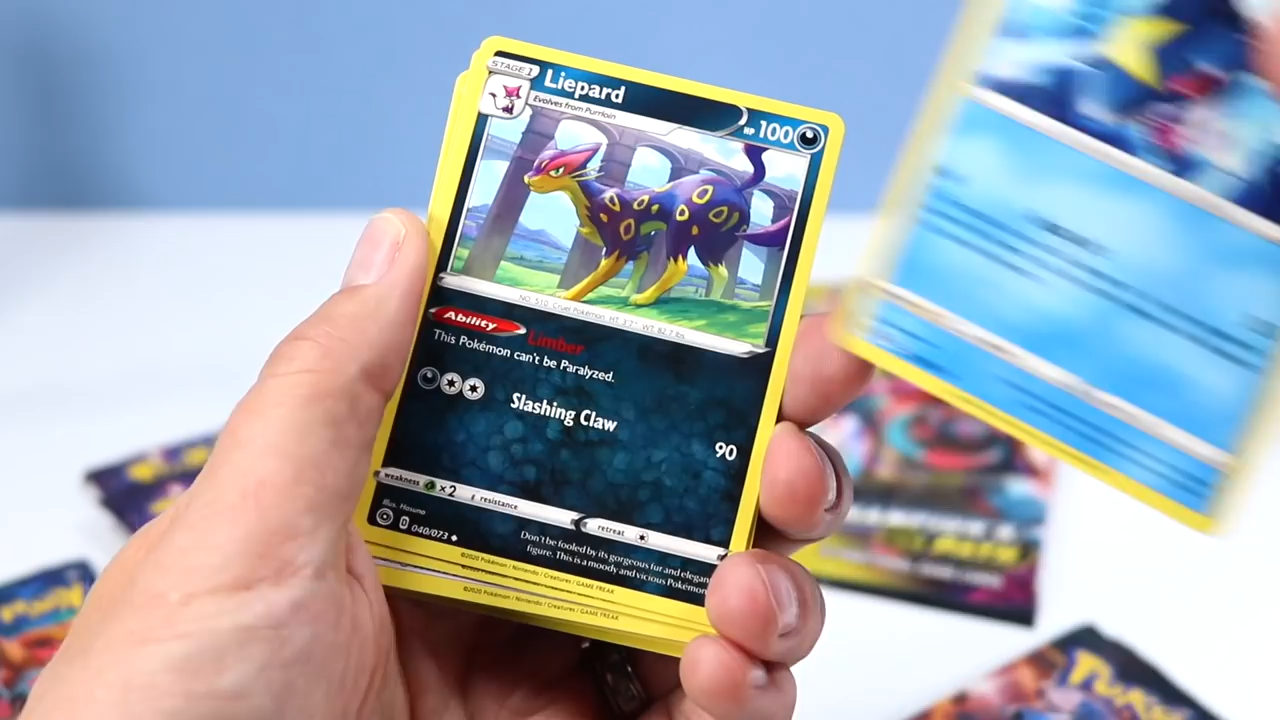 STAGE 1
Liepard
Evolves from Purrloin
HP 100
NO. 510 Cruel Pokémon HT: 3'7" WT: 82.7 lbs
Ability Limber
This Pokémon can't be Paralyzed.
Slashing Claw
90
weakness ×2 resistance
retreat
Illus. Hasuno
D 040/073
Don't be fooled by its gorgeous fur and elegan
figure. This is a moody and vicious Pokémon
©2020 Pokémon / Nintendo / Creatures / GAME FREAK
©2020 Pokémon / Nintendo / Creatures / GAME FREAK